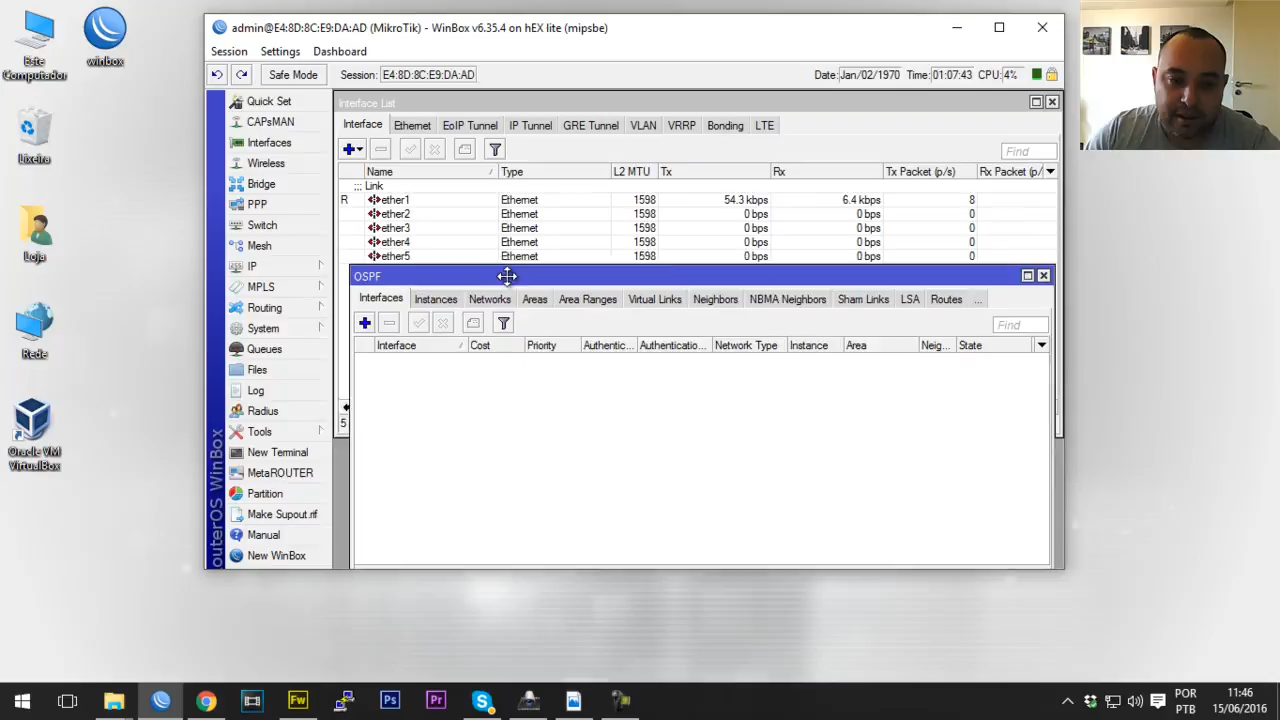 Este
Computador
winbox
Lixeira
Loja
Rede
Oracle VM
VirtualBox
admin@E4:8D:8C:E9:DA:AD (MikroTik) - WinBox v6.35.4 on hEX lite (mipsbe)
Session Settings Dashboard
Safe Mode Session: E4:8D:8C:E9:DA:AD Date: Jan/02/1970 Time: 01:07:43 CPU: 4%
outerOS WinBox
Quick Set
CAPsMAN
Interfaces
Wireless
Bridge
PPP
Switch
Mesh
IP
MPLS
Routing
System
Queues
Files
Log
Radius
Tools
New Terminal
MetaROUTER
Partition
Make Supout.rif
Manual
New WinBox
Interface List
Interface Ethernet EoIP Tunnel IP Tunnel GRE Tunnel VLAN VRRP Bonding LTE
Find
Name Type L2 MTU Tx Rx Tx Packet (p/s) Rx Packet (p/
::: Link
R ether1 Ethernet 1598 54.3 kbps 6.4 kbps 8
ether2 Ethernet 1598 0 bps 0 bps 0
ether3 Ethernet 1598 0 bps 0 bps 0
ether4 Ethernet 1598 0 bps 0 bps 0
ether5 Ethernet 1598 0 bps 0 bps 0
5
OSPF
Interfaces Instances Networks Areas Area Ranges Virtual Links Neighbors NBMA Neighbors Sham Links LSA Routes ...
Find
Interface Cost Priority Authentic... Authenticatio... Network Type Instance Area Neig... State
Fw Ps Pr
POR
PTB
11:46
15/06/2016